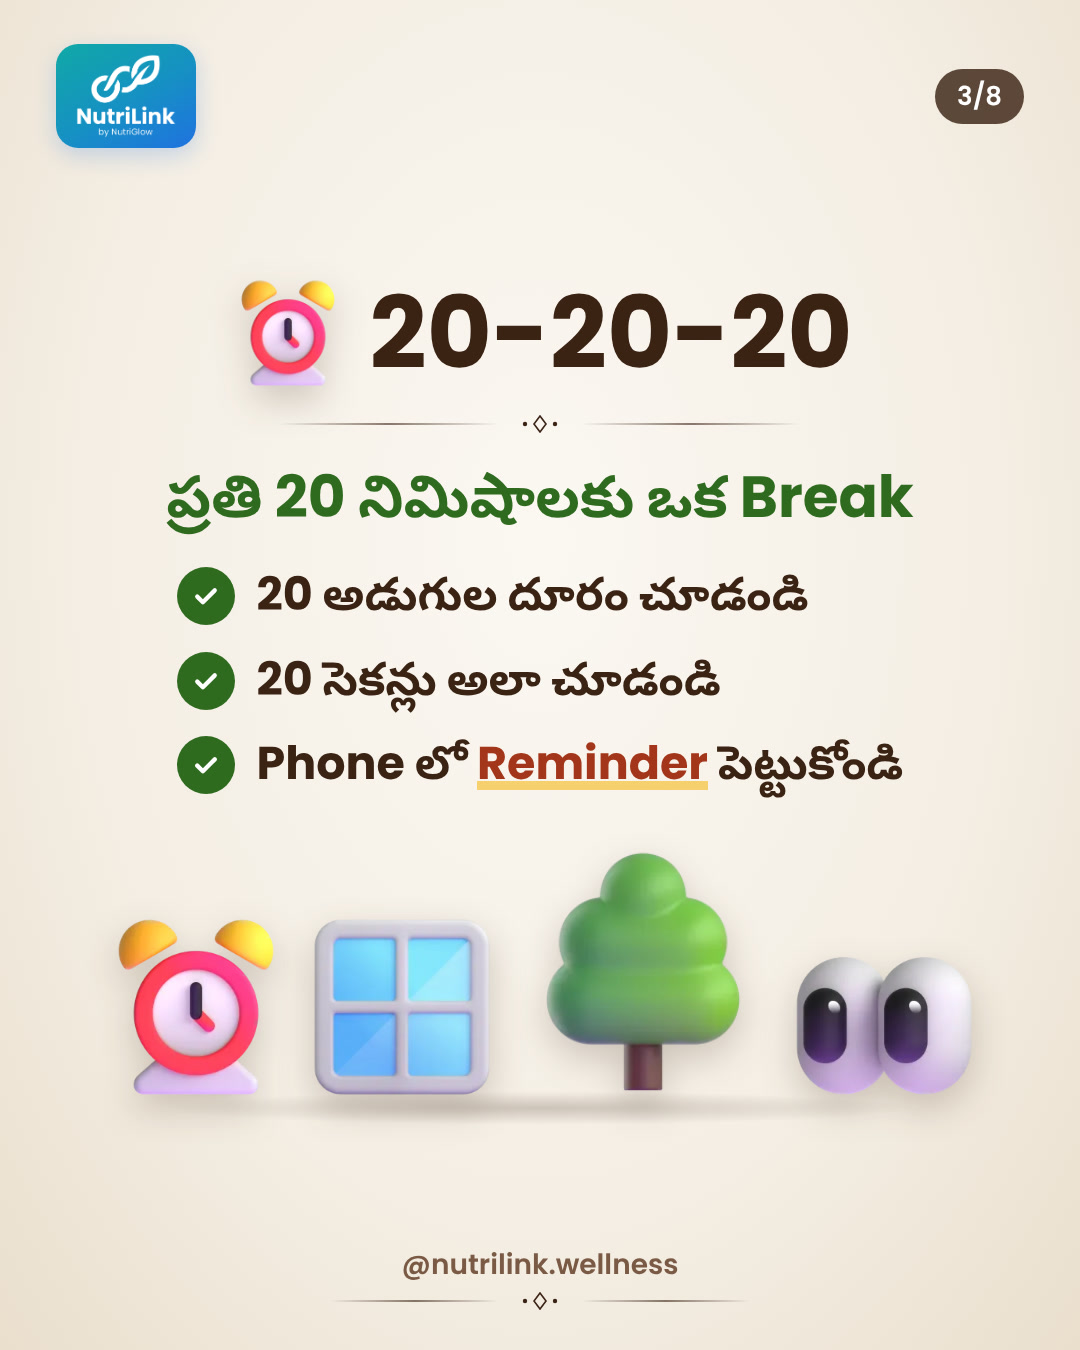 NutriLink
by NutriGlow
3/8
20-20-20
ప్రతి 20 నిమిషాలకు ఒక Break
20 అడుగుల దూరం చూడండి
20 సెకన్లు అలా చూడండి
Phone లో Reminder పెట్టుకోండి
@nutrilink.wellness